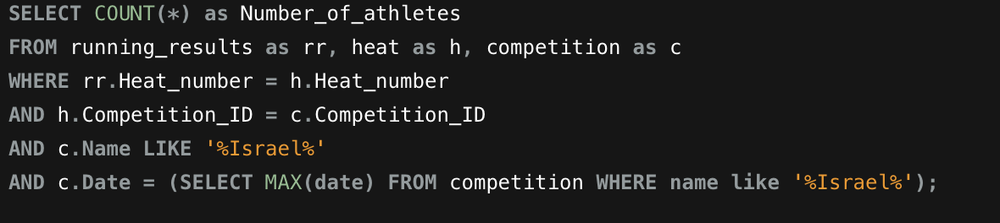 SELECT COUNT(*) as Number_of_athletes
FROM running_results as rr, heat as h, competition as c
WHERE rr.Heat_number = h.Heat_number
AND h.Competition_ID = c.Competition_ID
AND c.Name LIKE '%Israel%'
AND c.Date = (SELECT MAX(date) FROM competition WHERE name like '%Israel%');